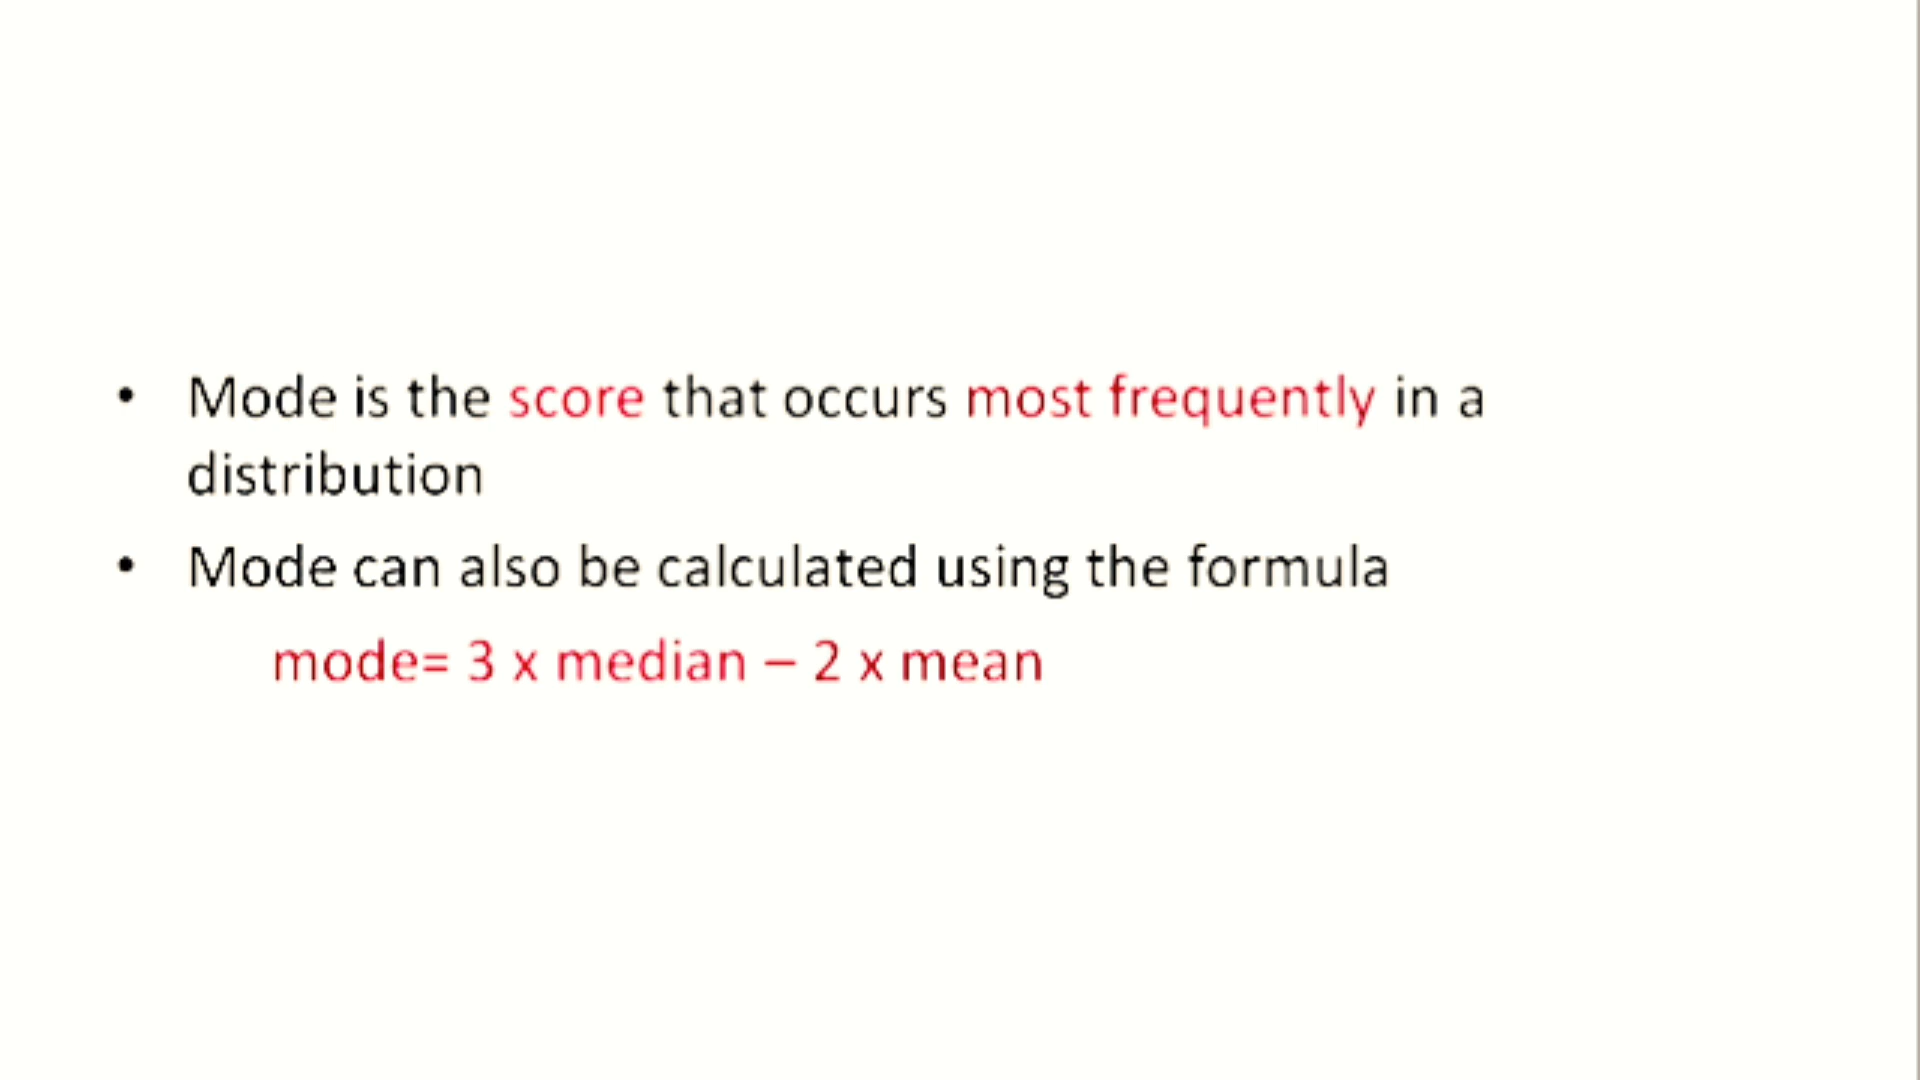 • Mode is the score that occurs most frequently in a
distribution
• Mode can also be calculated using the formula
mode= 3 x median – 2 x mean